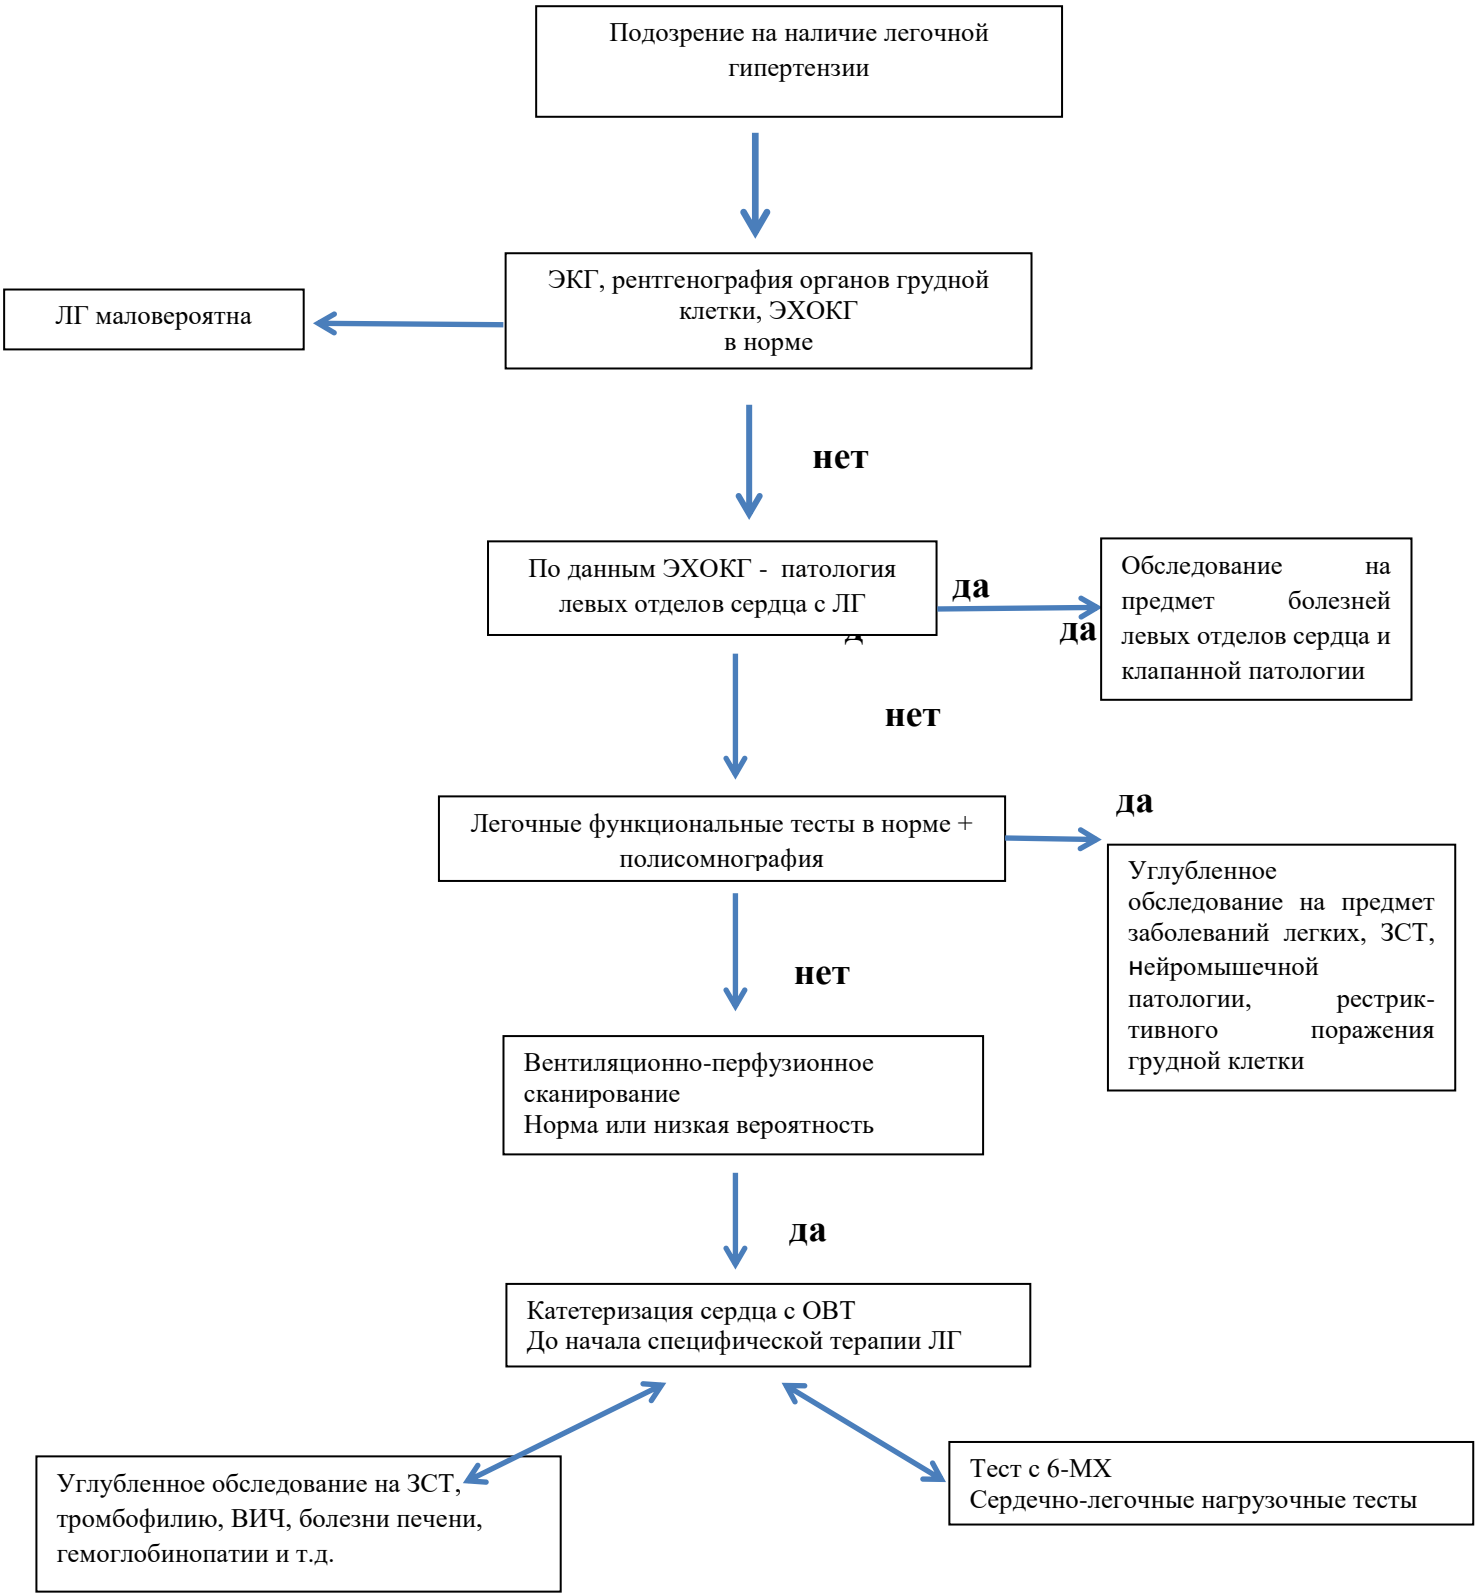 Подозрение на наличие легочной
гипертензии
ЭКГ, рентгенография органов грудной
клетки, ЭХОКГ
в норме
ЛГ маловероятна
нет
По данным ЭХОКГ - патология
левых отделов сердца с ЛГ
да
да
Обследование на
предмет болезней
левых отделов сердца и
клапанной патологии
нет
Легочные функциональные тесты в норме +
полисомнография
да
Углубленное
обследование на предмет
заболеваний легких, ЗСТ,
нейромышечной
патологии, рестрик-
тивного поражения
грудной клетки
нет
Вентиляционно-перфузионное
сканирование
Норма или низкая вероятность
да
Катетеризация сердца с ОВТ
До начала специфической терапии ЛГ
Углубленное обследование на ЗСТ,
тромбофилию, ВИЧ, болезни печени,
гемоглобинопатии и т.д.
Тест с 6-МХ
Сердечно-легочные нагрузочные тесты